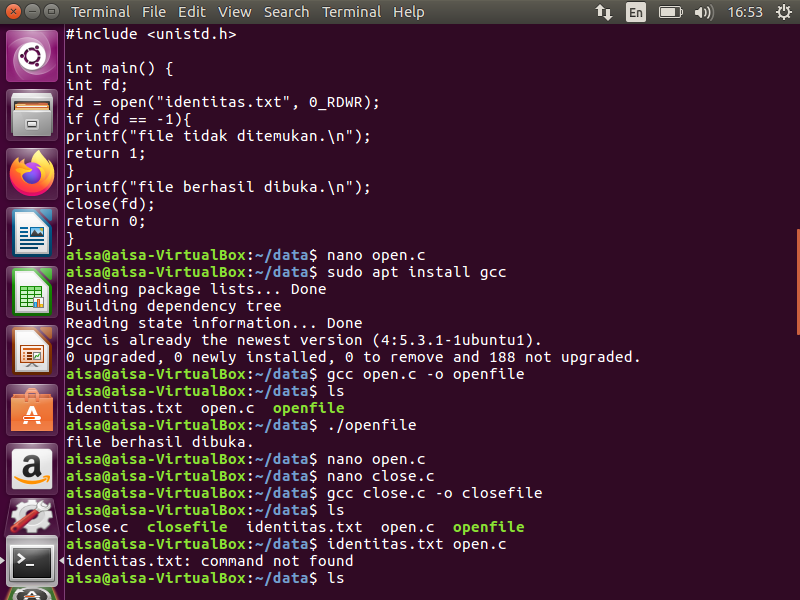 Terminal File Edit View Search Terminal Help En 16:53
#include <unistd.h>
int main() {
int fd;
fd = open("identitas.txt", 0_RDWR);
if (fd == -1){
printf("file tidak ditemukan.\n");
return 1;
}
printf("file berhasil dibuka.\n");
close(fd);
return 0;
}
aisa@aisa-VirtualBox:~/data$ nano open.c
aisa@aisa-VirtualBox:~/data$ sudo apt install gcc
Reading package lists... Done
Building dependency tree
Reading state information... Done
gcc is already the newest version (4:5.3.1-1ubuntu1).
0 upgraded, 0 newly installed, 0 to remove and 188 not upgraded.
aisa@aisa-VirtualBox:~/data$ gcc open.c -o openfile
aisa@aisa-VirtualBox:~/data$ ls
identitas.txt  open.c  openfile
aisa@aisa-VirtualBox:~/data$ ./openfile
file berhasil dibuka.
aisa@aisa-VirtualBox:~/data$ nano open.c
aisa@aisa-VirtualBox:~/data$ nano close.c
aisa@aisa-VirtualBox:~/data$ gcc close.c -o closefile
aisa@aisa-VirtualBox:~/data$ ls
close.c  closefile  identitas.txt  open.c  openfile
aisa@aisa-VirtualBox:~/data$ identitas.txt open.c
identitas.txt: command not found
aisa@aisa-VirtualBox:~/data$ ls